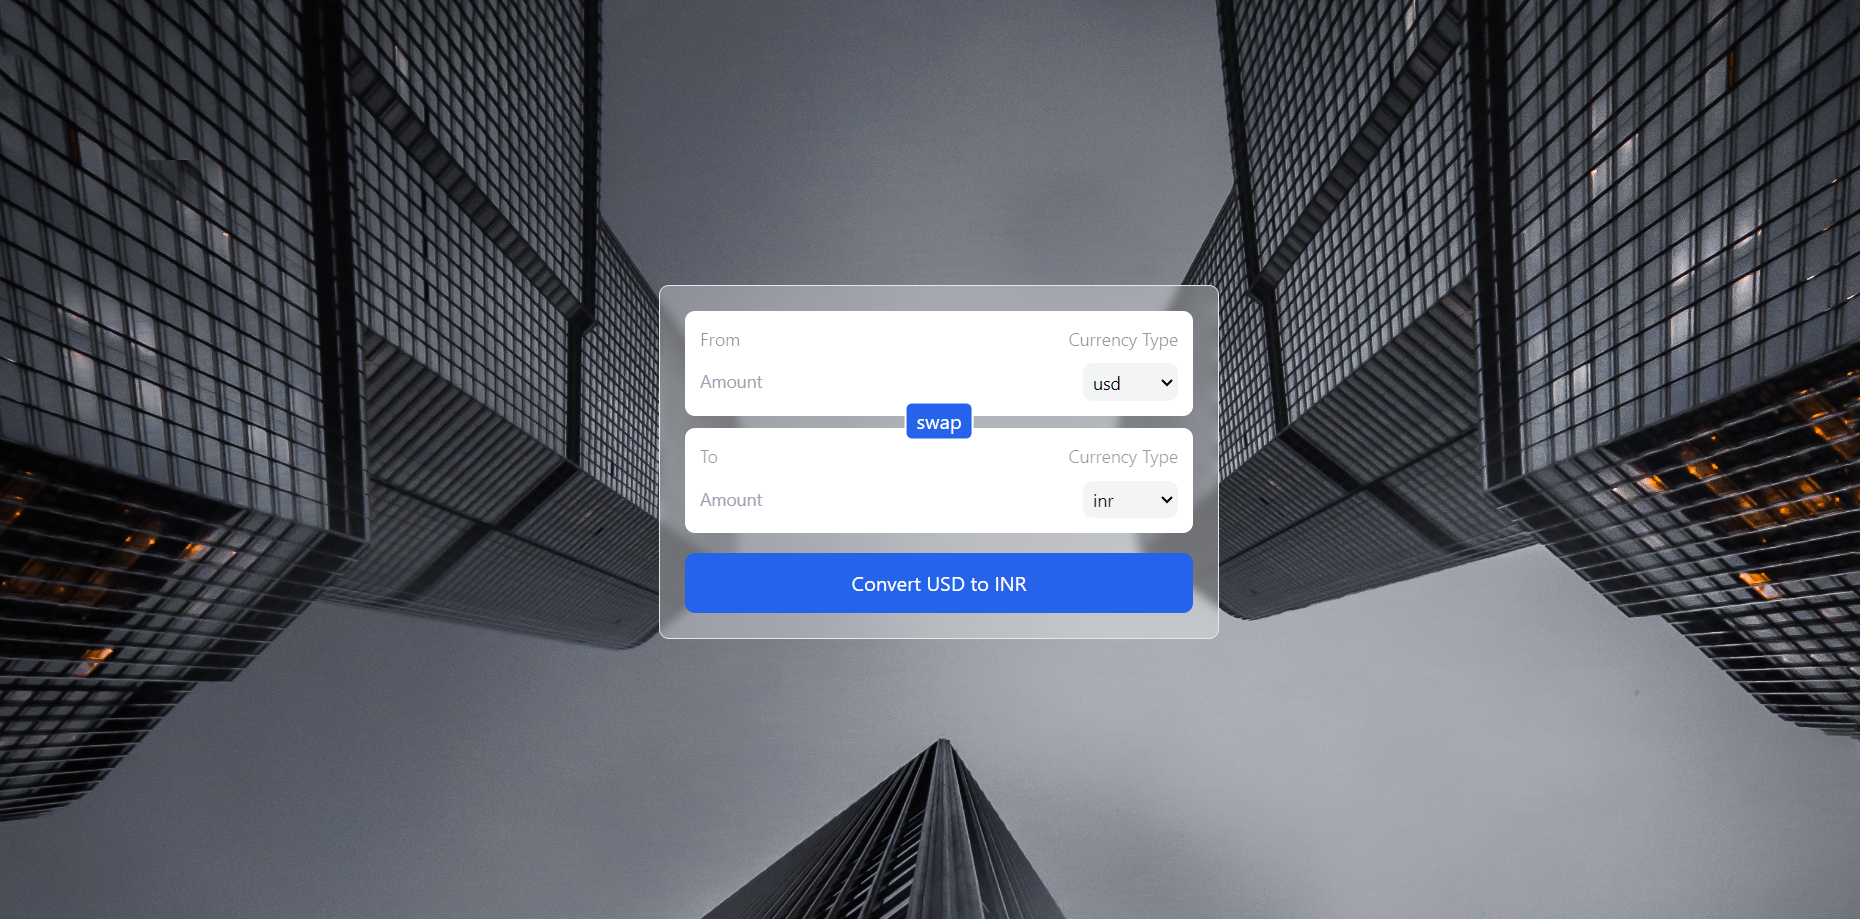 From Currency Type
Amount usd
swap
To Currency Type
Amount inr
Convert USD to INR